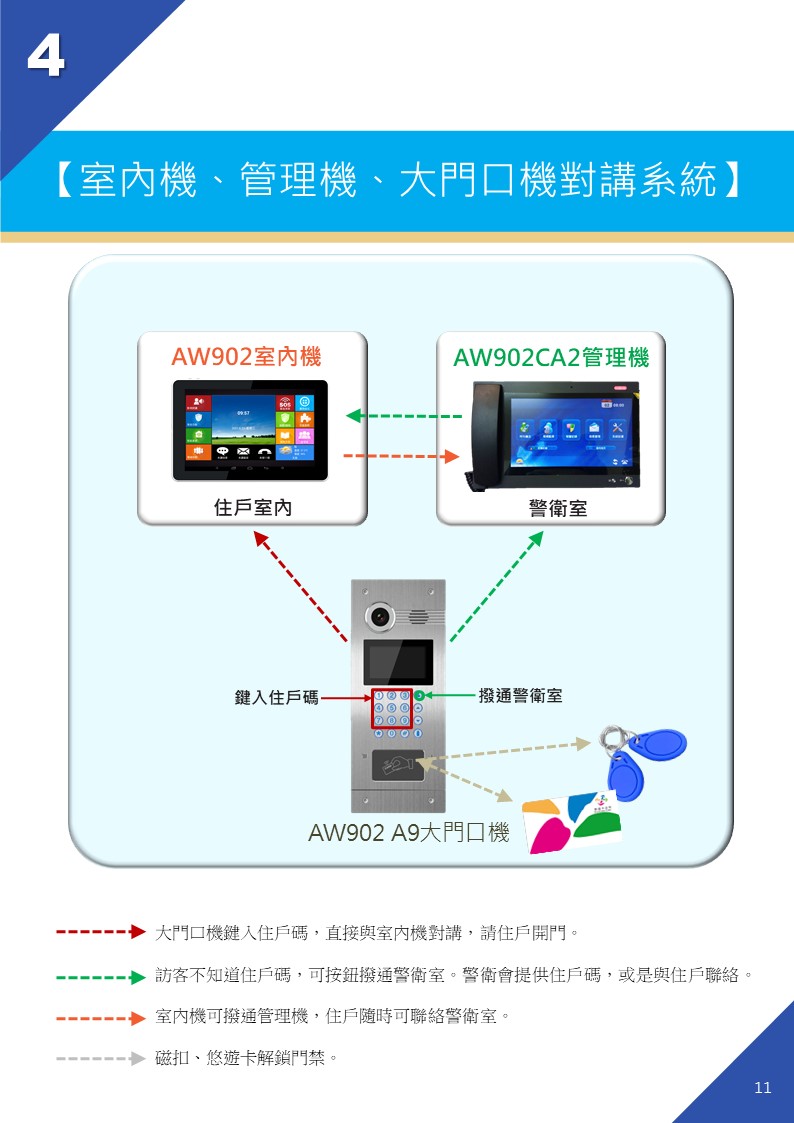 4
【室內機、管理機、大門口機對講系統】
AW902室內機
AW902CA2管理機
09:57
SOS
住戶室內
警衛室
鍵入住戶碼
撥通警衛室
AW902 A9大門口機
大門口機鍵入住戶碼，直接與室內機對講，請住戶開門。
訪客不知道住戶碼，可按鈕撥通警衛室。警衛會提供住戶碼，或是與住戶聯絡。
室內機可撥通管理機，住戶隨時可聯絡警衛室。
磁扣、悠遊卡解鎖門禁。
11